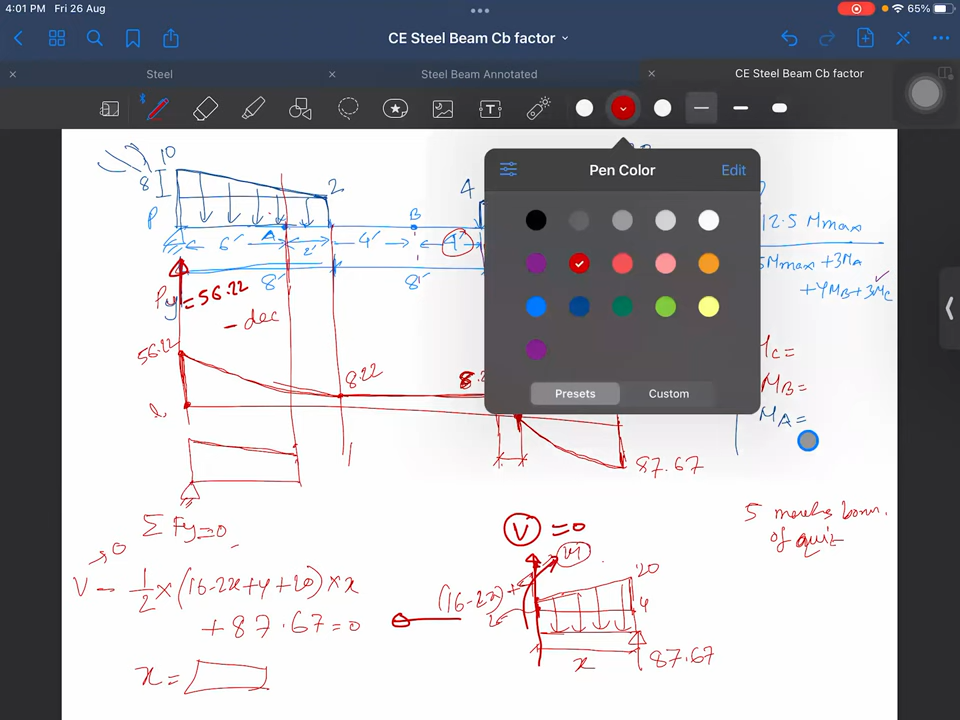 4:01 PM Fri 26 Aug
65%
CE Steel Beam Cb factor
Steel
Steel Beam Annotated
CE Steel Beam Cb factor
T
Pen Color
Edit
Presets
Custom
10
8
2
4
P
B
A
6'
2'
4'
4'
8'
8'
12.5 Mmax
Mmax + 3MA
+ 4MB + 3MC
= 56.22
- dec
56.22
8.22
87.67
MC =
MB =
MA =
ΣFy=0
V = 0
V - 1/2 x (16-2x+4+20) x x
+ 87.67 = 0
x =
(16-2x)+
M
20
4
x
87.67
5 marks bonu.
of quiz